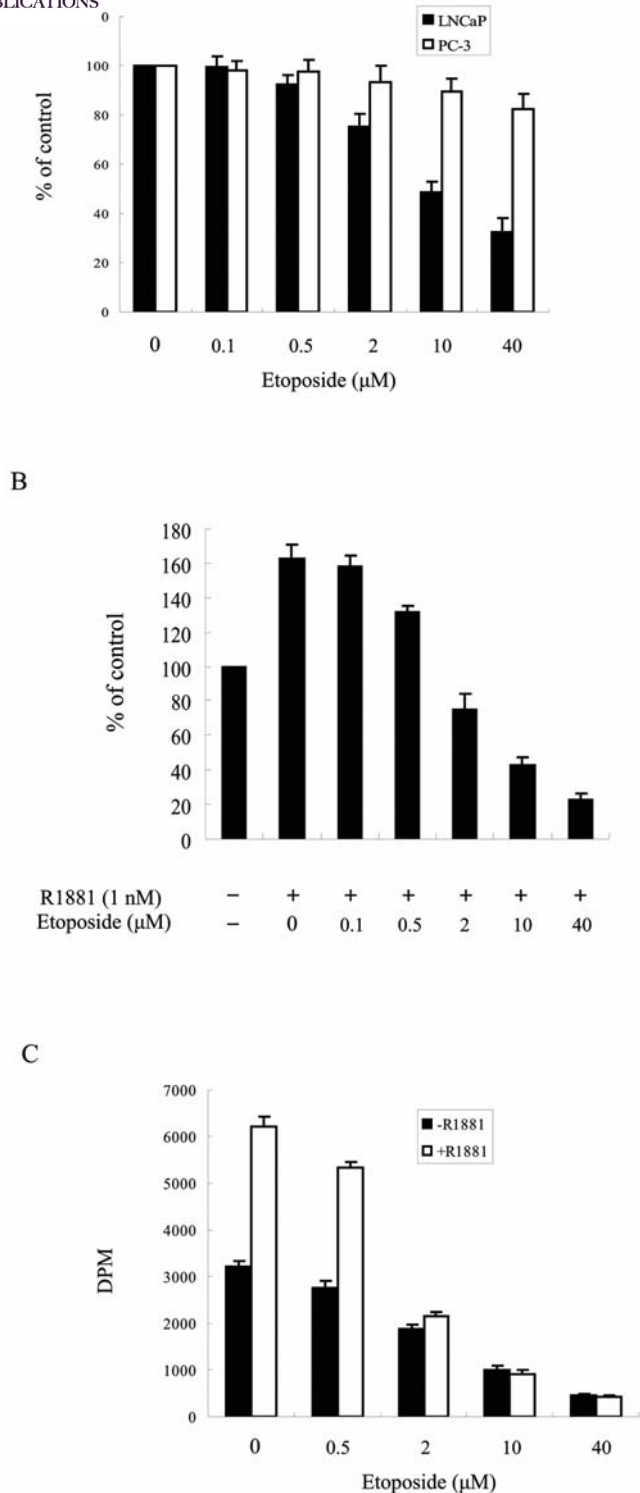 BLICATIONS
0
LNCaP
PC-3
100
80
60
40
20
0
% of control
0 0.1 0.5 2 10 40
Etoposide (μM)
B
180
160
140
120
100
80
60
40
20
0
% of control
R1881 (1 nM) – + + + + + +
Etoposide (μM) – 0 0.1 0.5 2 10 40
C
7000
6000
5000
4000
3000
2000
1000
0
DPM
-R1881
+R1881
0 0.5 2 10 40
Etoposide (μM)